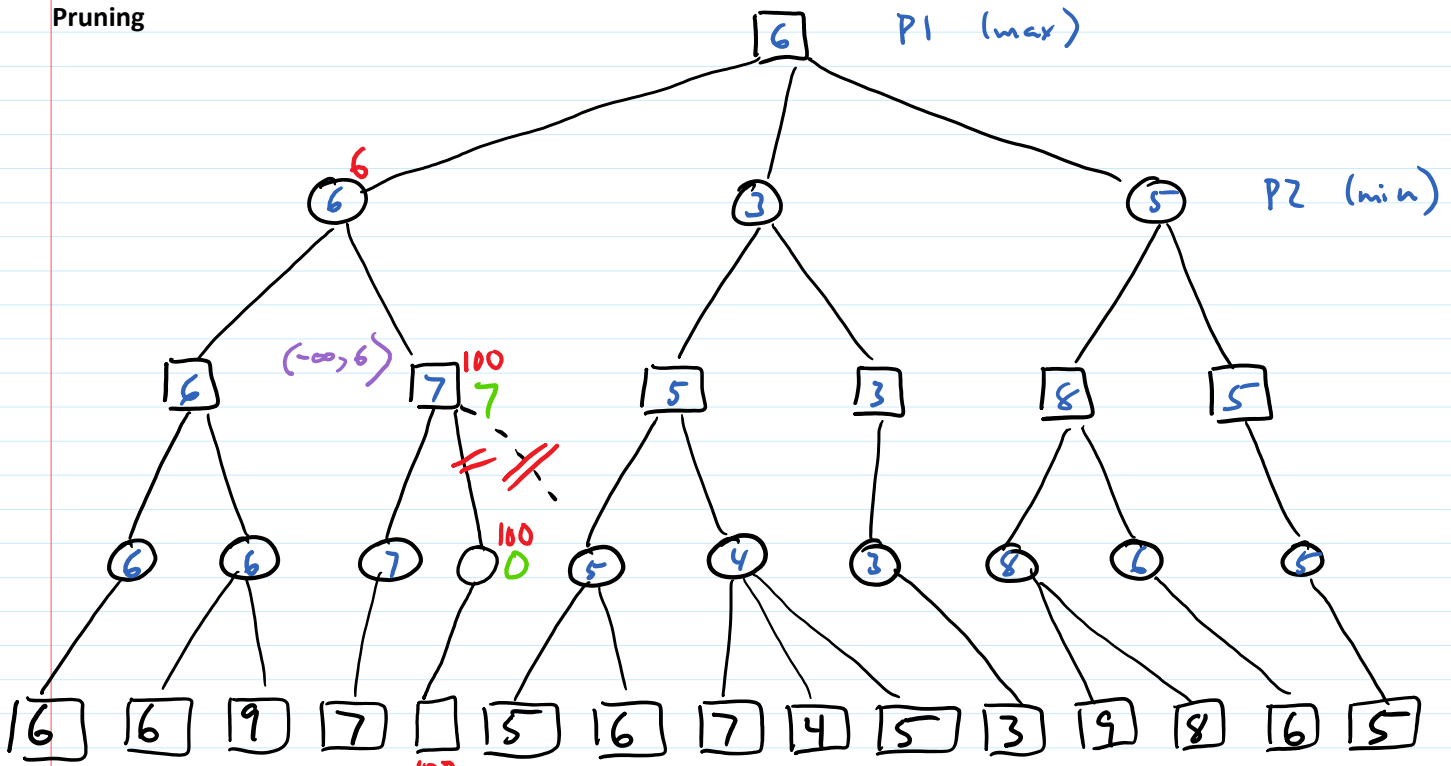 Pruning
6 P1 (max)
6
6 3 5 P2 (min)
(-∞, 6) 100
6 7 7 5 3 8 5
100
6 6 7 0 5 4 3 8 6 5
6 6 9 7 5 6 7 4 5 3 9 8 6 5